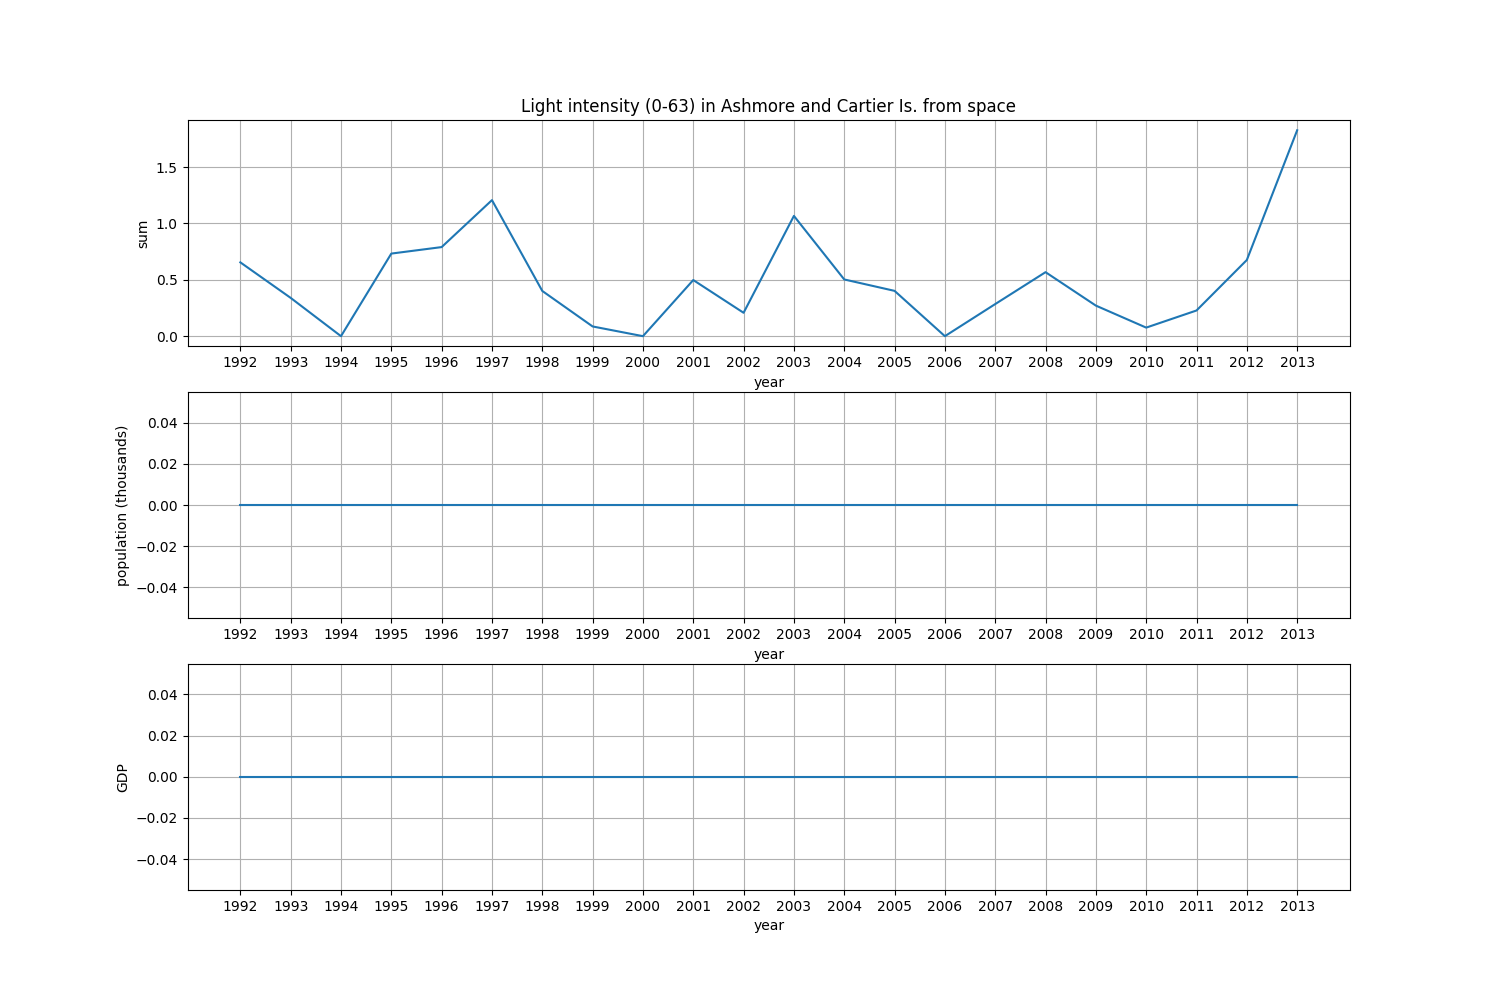 Light intensity (0-63) in Ashmore and Cartier Is. from space
1.5
1.0
0.5
0.0
sum
1992 1993 1994 1995 1996 1997 1998 1999 2000 2001 2002 2003 2004 2005 2006 2007 2008 2009 2010 2011 2012 2013
year
0.04
0.02
0.00
−0.02
−0.04
population (thousands)
1992 1993 1994 1995 1996 1997 1998 1999 2000 2001 2002 2003 2004 2005 2006 2007 2008 2009 2010 2011 2012 2013
year
0.04
0.02
0.00
−0.02
−0.04
GDP
1992 1993 1994 1995 1996 1997 1998 1999 2000 2001 2002 2003 2004 2005 2006 2007 2008 2009 2010 2011 2012 2013
year